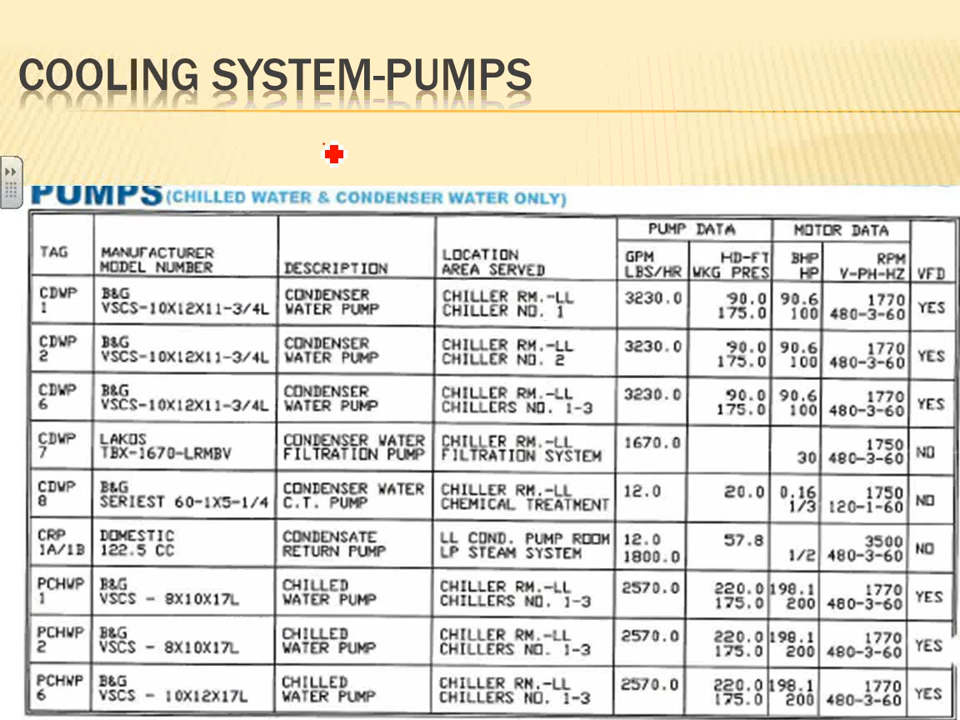 COOLING SYSTEM-PUMPS
PUMPS (CHILLED WATER & CONDENSER WATER ONLY)
PUMP DATA MOTOR DATA
TAG MANUFACTURER MODEL NUMBER DESCRIPTION LOCATION AREA SERVED GPM LBS/HR HD-FT WKG PRES BHP HP RPM V-PH-HZ VFD
CDWP 1 B&G VSCS-10X12X11-3/4L CONDENSER WATER PUMP CHILLER RM.-LL CHILLER NO. 1 3230.0 90.0 175.0 90.6 100 1770 480-3-60 YES
CDWP 2 B&G VSCS-10X12X11-3/4L CONDENSER WATER PUMP CHILLER RM.-LL CHILLER NO. 2 3230.0 90.0 175.0 90.6 100 1770 480-3-60 YES
CDWP 6 B&G VSCS-10X12X11-3/4L CONDENSER WATER PUMP CHILLER RM.-LL CHILLERS NO. 1-3 3230.0 90.0 175.0 90.6 100 1770 480-3-60 YES
CDWP 7 LAKOS TBX-1670-LRMBV CONDENSER WATER FILTRATION PUMP CHILLER RM.-LL FILTRATION SYSTEM 1670.0 30 1750 480-3-60 NO
CDWP 8 B&G SERIEST 60-1X5-1/4 CONDENSER WATER C.T. PUMP CHILLER RM.-LL CHEMICAL TREATMENT 12.0 20.0 0.16 1/3 1750 120-1-60 NO
CRP 1A/1B DOMESTIC 122.5 CC CONDENSATE RETURN PUMP LL COND. PUMP ROOM LP STEAM SYSTEM 12.0 1800.0 57.8 1/2 3500 480-3-60 NO
PCHWP 1 B&G VSCS - 8X10X17L CHILLED WATER PUMP CHILLER RM.-LL CHILLERS NO. 1-3 2570.0 220.0 175.0 198.1 200 1770 480-3-60 YES
PCHWP 2 B&G VSCS - 8X10X17L CHILLED WATER PUMP CHILLER RM.-LL CHILLERS NO. 1-3 2570.0 220.0 175.0 198.1 200 1770 480-3-60 YES
PCHWP 6 B&G VSCS - 10X12X17L CHILLED WATER PUMP CHILLER RM.-LL CHILLERS NO. 1-3 2570.0 220.0 175.0 198.1 200 1770 480-3-60 YES